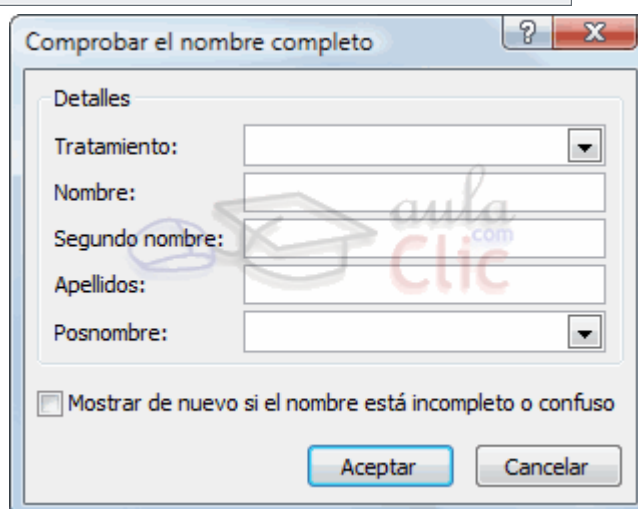 Comprobar el nombre completo
Detalles
Tratamiento:
Nombre:
Segundo nombre:
Apellidos:
Posnombre:
aula
Clic
com
Mostrar de nuevo si el nombre está incompleto o confuso
Aceptar
Cancelar